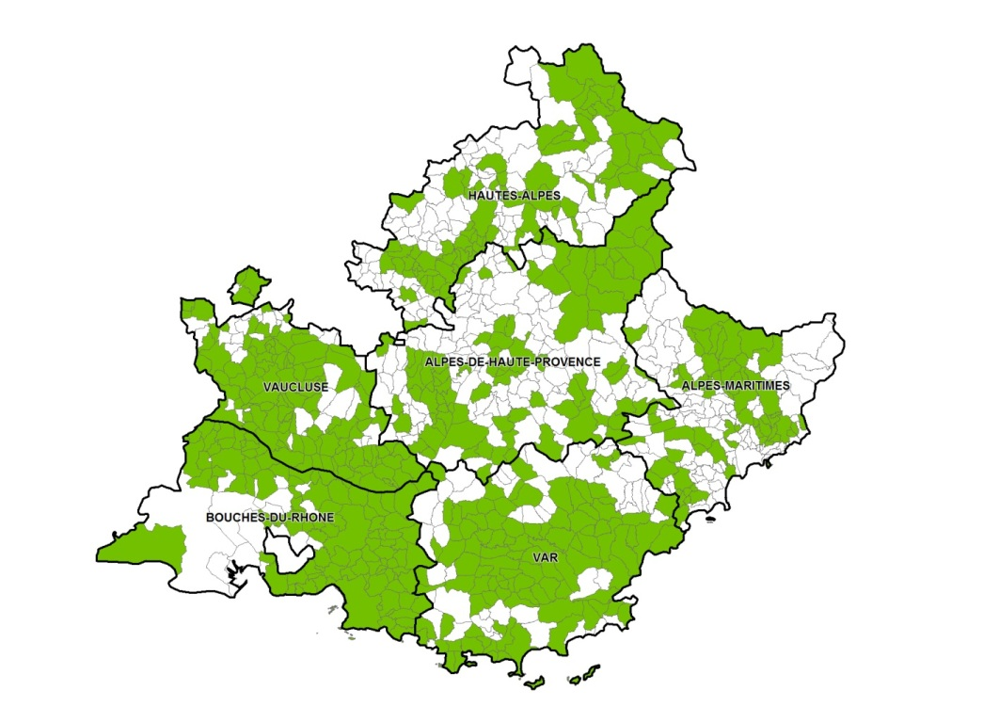 HAUTES-ALPES
ALPES-DE-HAUTE-PROVENCE
VAUCLUSE
ALPES-MARITIMES
BOUCHES-DU-RHONE
VAR